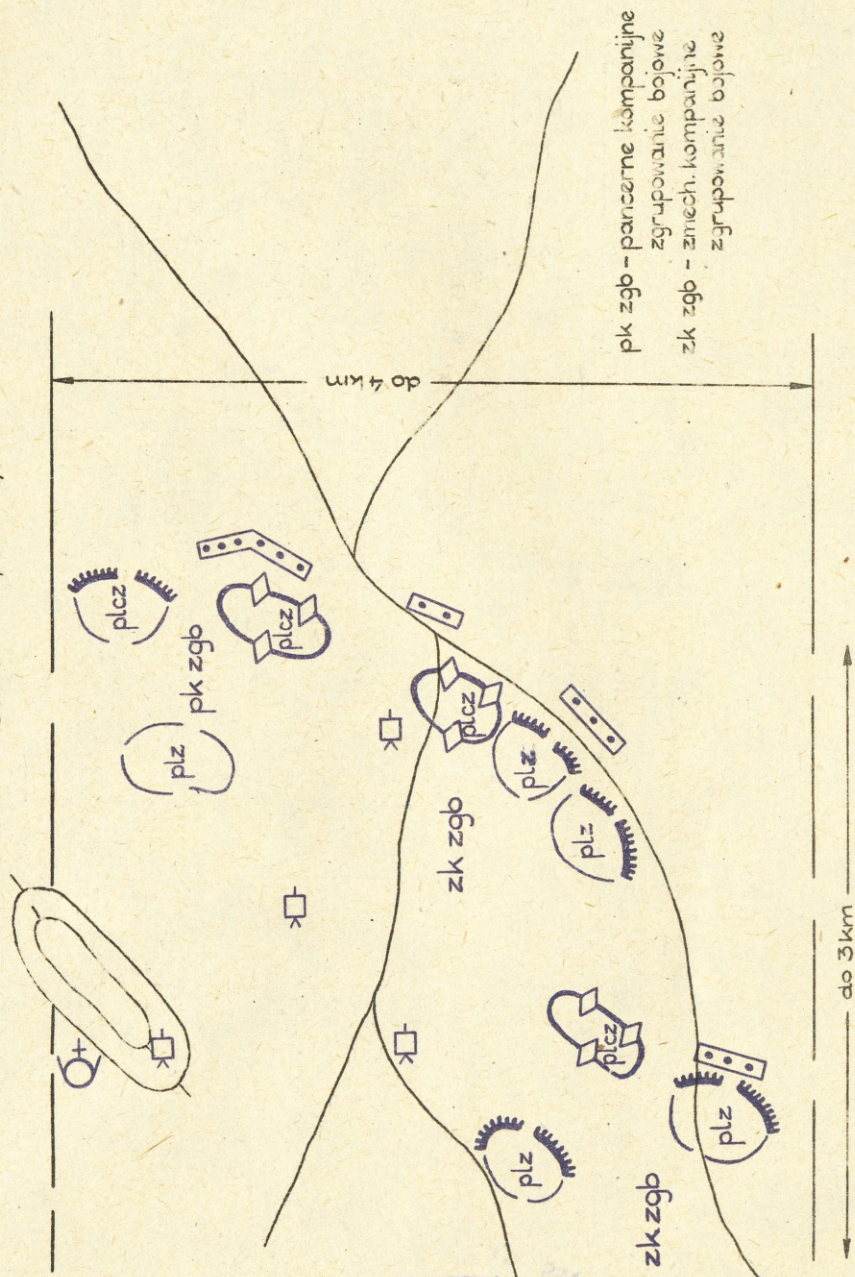 pk zgb - pancerne kompanijne
zgrupowanie bojowe
zk zgb - zmech. kompanijne
zgrupowanie bojowe
do 4 km
plcz
pk zgb
plcz
plz
plcz
zk zgb
plz
plz
plcz
plz
plz
zk zgb
do 3 km